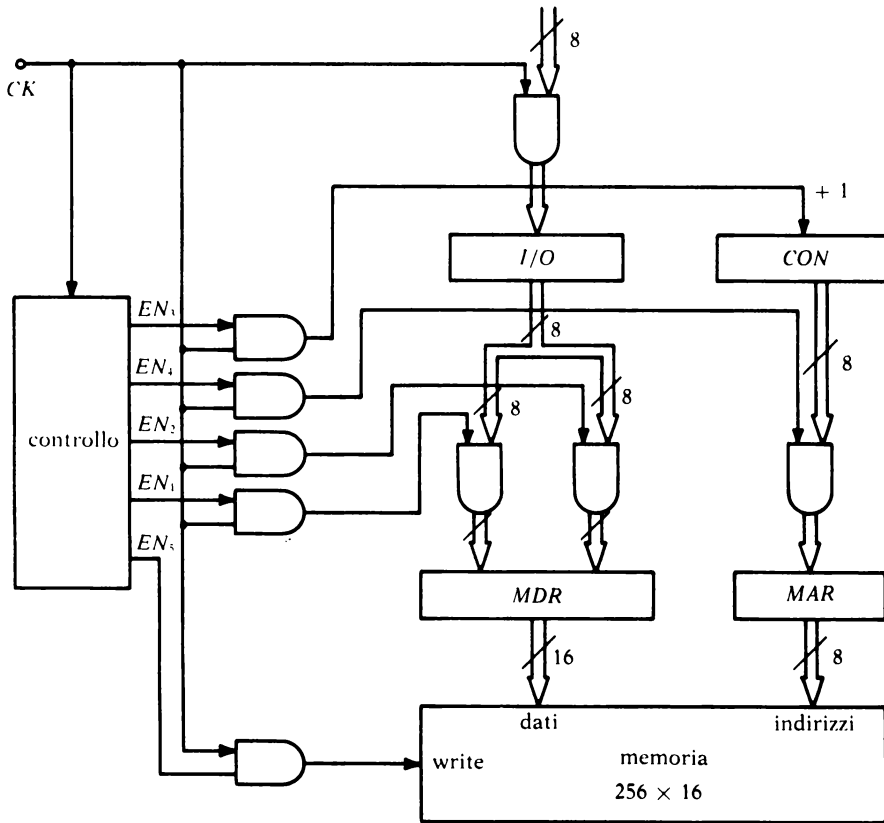 8
CK
+ 1
I/O
CON
EN₃
8
EN₄
8
8
8
controllo
EN₂
EN₁
EN₅
MDR
MAR
16
8
dati
indirizzi
write
memoria
256 × 16